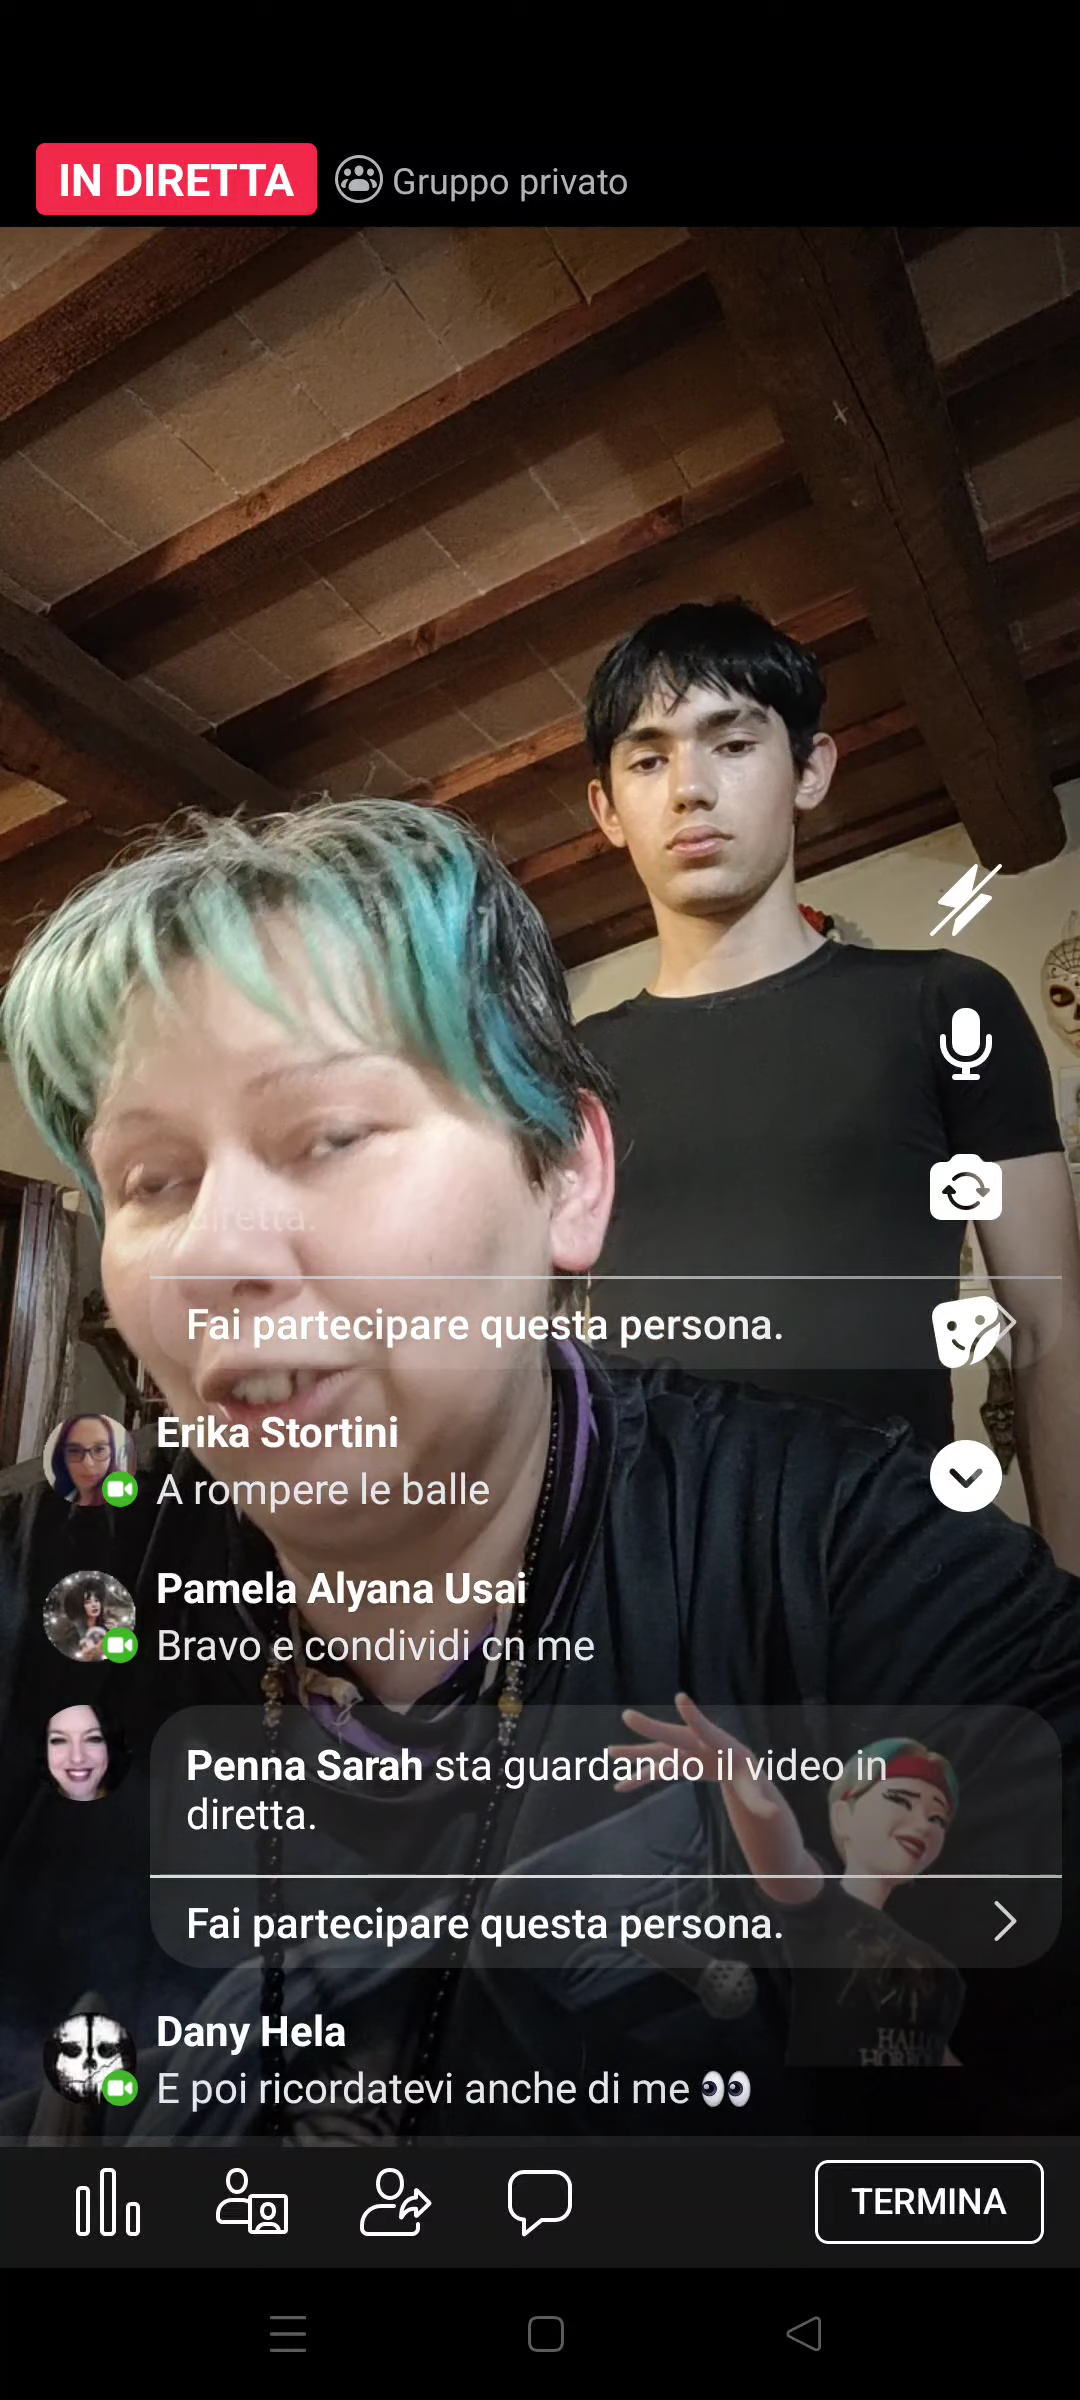 IN DIRETTA
Gruppo privato
diretta.
Fai partecipare questa persona.
Erika Stortini
A rompere le balle
Pamela Alyana Usai
Bravo e condividi cn me
Penna Sarah sta guardando il video in
diretta.
Fai partecipare questa persona.
Dany Hela
E poi ricordatevi anche di me 👀
TERMINA